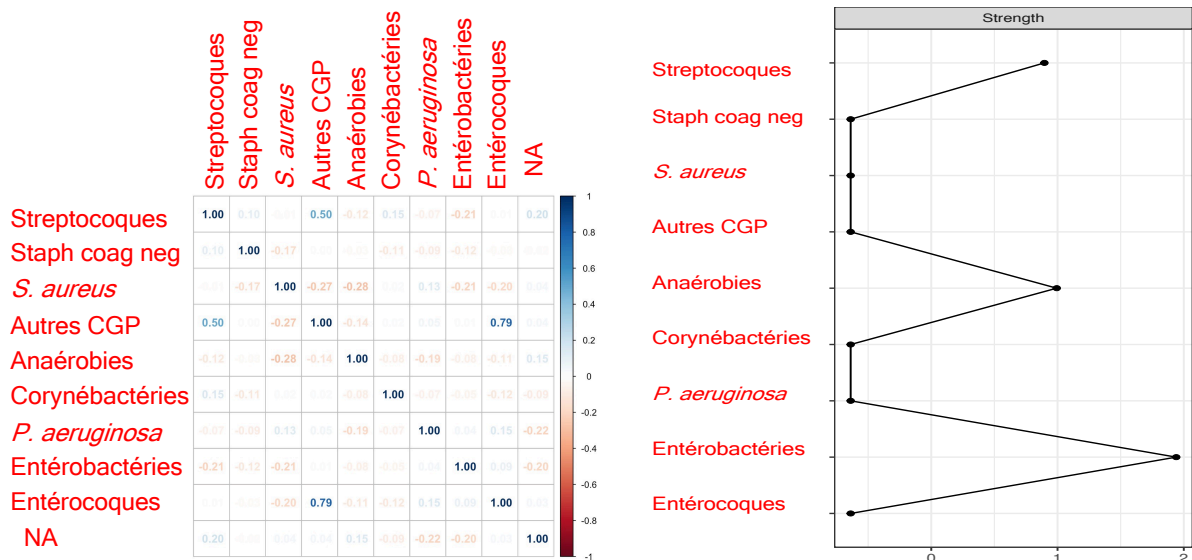 Streptocoques
Staph coag neg
S. aureus
Autres CGP
Anaérobies
Corynébactéries
P. aeruginosa
Entérobactéries
Entérocoques
NA
Streptocoques 1.00 0.10 0.50 -0.12 0.15 -0.07 -0.21 0.20
Staph coag neg 0.10 1.00 -0.17 -0.11 -0.09 -0.12
S. aureus -0.17 1.00 -0.27 -0.28 0.13 -0.21 -0.20
Autres CGP 0.50 -0.27 1.00 -0.14 0.79
Anaérobies -0.12 -0.28 -0.14 1.00 -0.19 -0.11 0.15
Corynébactéries 0.15 -0.11 1.00 -0.07 -0.12 -0.09
P. aeruginosa -0.07 -0.09 0.13 -0.19 -0.07 1.00 0.15 -0.22
Entérobactéries -0.21 -0.12 -0.21 1.00 0.09 -0.20
Entérocoques -0.20 0.79 -0.11 -0.12 0.15 0.09 1.00
NA 0.20 0.15 -0.09 -0.22 -0.20 1.00
1
0.8
0.6
0.4
0.2
0
-0.2
-0.4
-0.6
-0.8
-1
Strength
Streptocoques
Staph coag neg
S. aureus
Autres CGP
Anaérobies
Corynébactéries
P. aeruginosa
Entérobactéries
Entérocoques
0 1 2